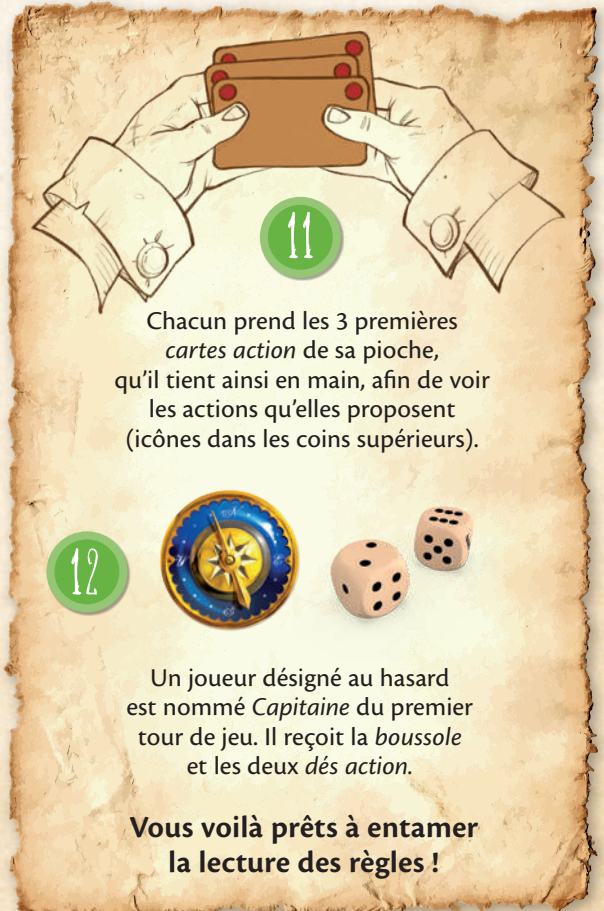 11
Chacun prend les 3 premières
cartes action de sa pioche,
qu'il tient ainsi en main, afin de voir
les actions qu'elles proposent
(icônes dans les coins supérieurs).
12
Un joueur désigné au hasard
est nommé Capitaine du premier
tour de jeu. Il reçoit la boussole
et les deux dés action.
Vous voilà prêts à entamer
la lecture des règles !